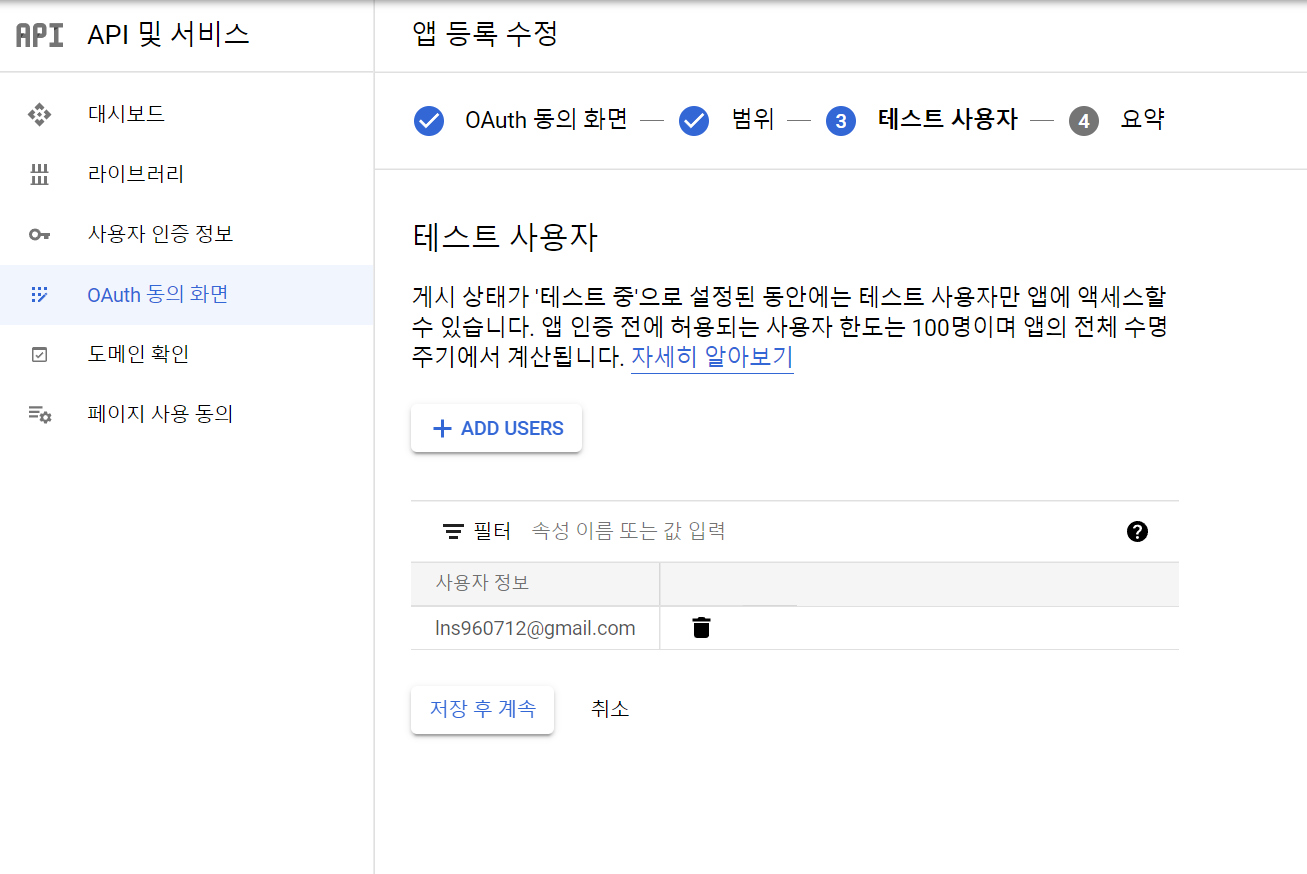 API API 및 서비스
대시보드
라이브러리
사용자 인증 정보
OAuth 동의 화면
도메인 확인
페이지 사용 동의
앱 등록 수정
OAuth 동의 화면 — 범위 — 3 테스트 사용자 — 4 요약
테스트 사용자
게시 상태가 '테스트 중'으로 설정된 동안에는 테스트 사용자만 앱에 액세스할
수 있습니다. 앱 인증 전에 허용되는 사용자 한도는 100명이며 앱의 전체 수명
주기에서 계산됩니다. 자세히 알아보기
+ ADD USERS
필터 속성 이름 또는 값 입력 ?
사용자 정보
lns960712@gmail.com
저장 후 계속 취소